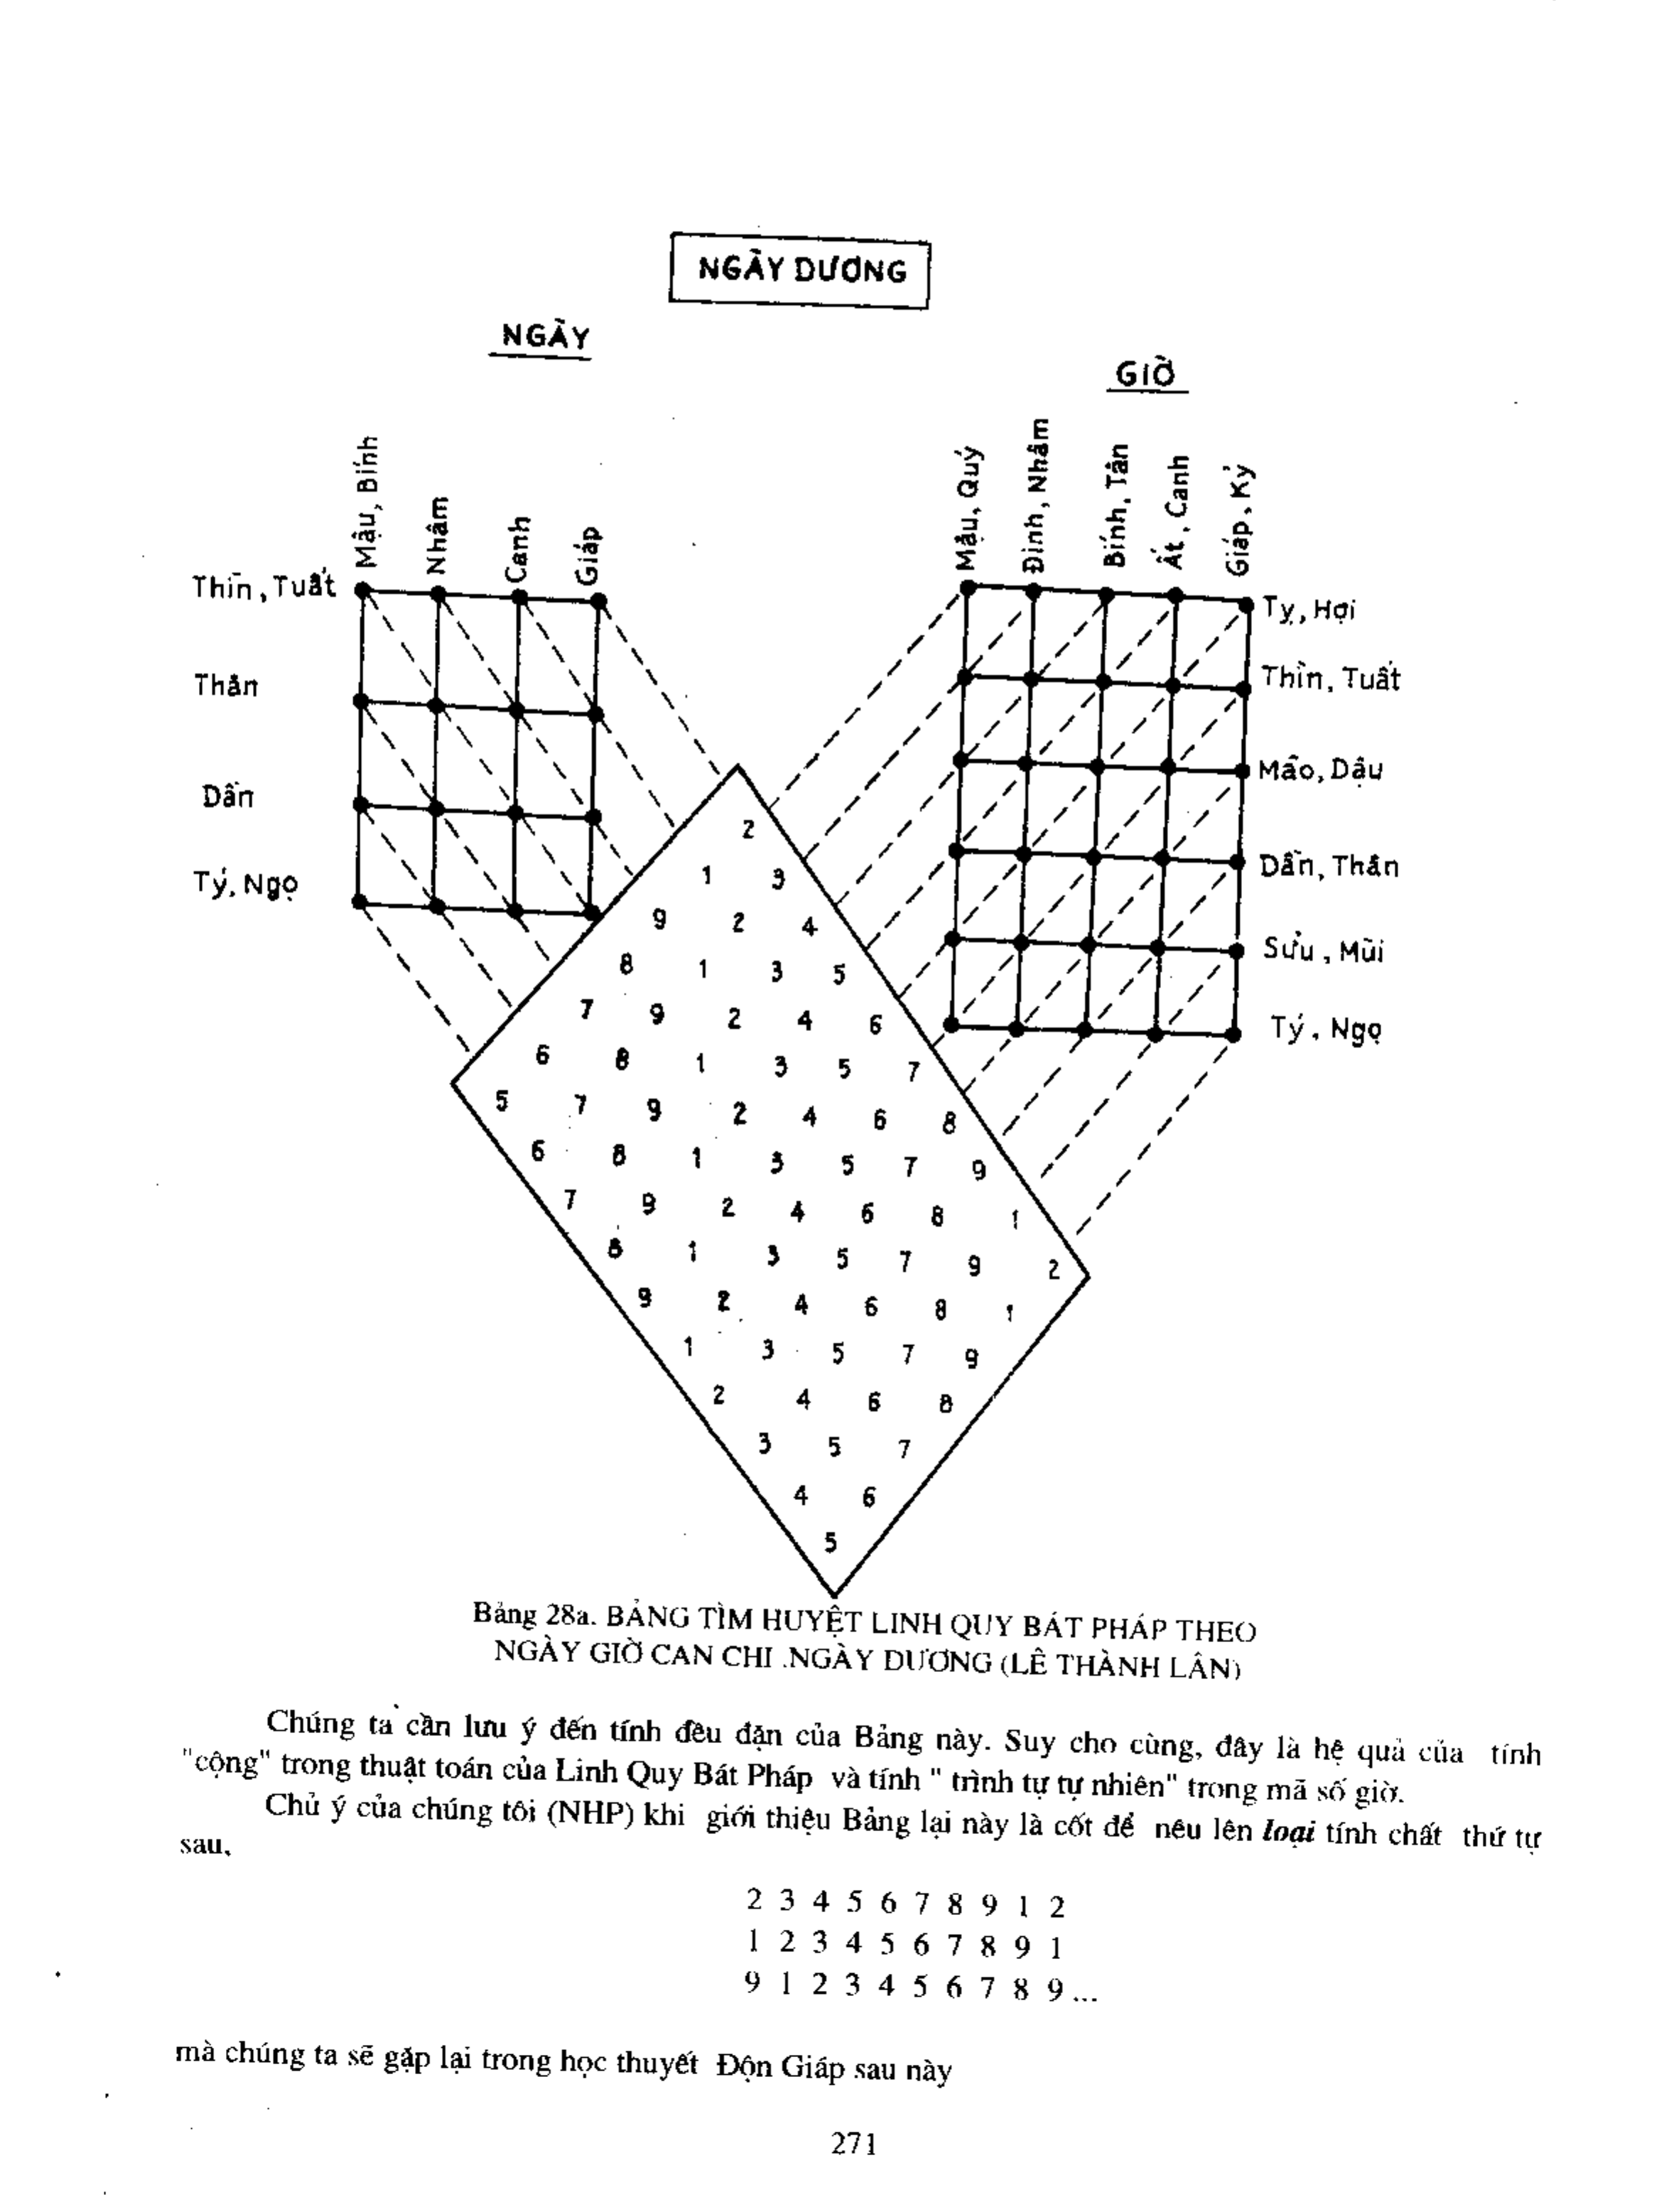 NGÀY DƯƠNG
NGÀY
GIỜ
Mậu, Bính
Nhâm
Canh
Giáp
Thìn, Tuất
Thân
Dần
Tý, Ngọ
Mậu, Quý
Đinh, Nhâm
Bính, Tân
Ất, Canh
Giáp, Kỷ
Tỵ, Hợi
Thìn, Tuất
Mão, Dậu
Dần, Thân
Sửu, Mùi
Tý, Ngọ
2
1 3
9 2 4
8 1 3 5
7 9 2 4 6
6 8 1 3 5 7
5 7 9 2 4 6 8
6 8 1 3 5 7 9
7 9 2 4 6 8 1
8 1 3 5 7 9 2
9 2 4 6 8 1
1 3 5 7 9
2 4 6 8
3 5 7
4 6
5
Bảng 28a. BẢNG TÌM HUYỆT LINH QUY BÁT PHÁP THEO
NGÀY GIỜ CAN CHI .NGÀY DƯƠNG (LÊ THÀNH LÂN)
Chúng ta cần lưu ý đến tính đều đặn của Bảng này. Suy cho cùng, đây là hệ quả của tính
"cộng" trong thuật toán của Linh Quy Bát Pháp và tính " trình tự tự nhiên" trong mã số giờ.
Chủ ý của chúng tôi (NHP) khi giới thiệu Bảng lại này là cốt để nêu lên loại tính chất thứ tự
sau.
2 3 4 5 6 7 8 9 1 2
1 2 3 4 5 6 7 8 9 1
9 1 2 3 4 5 6 7 8 9 ...
mà chúng ta sẽ gặp lại trong học thuyết Độn Giáp sau này
271